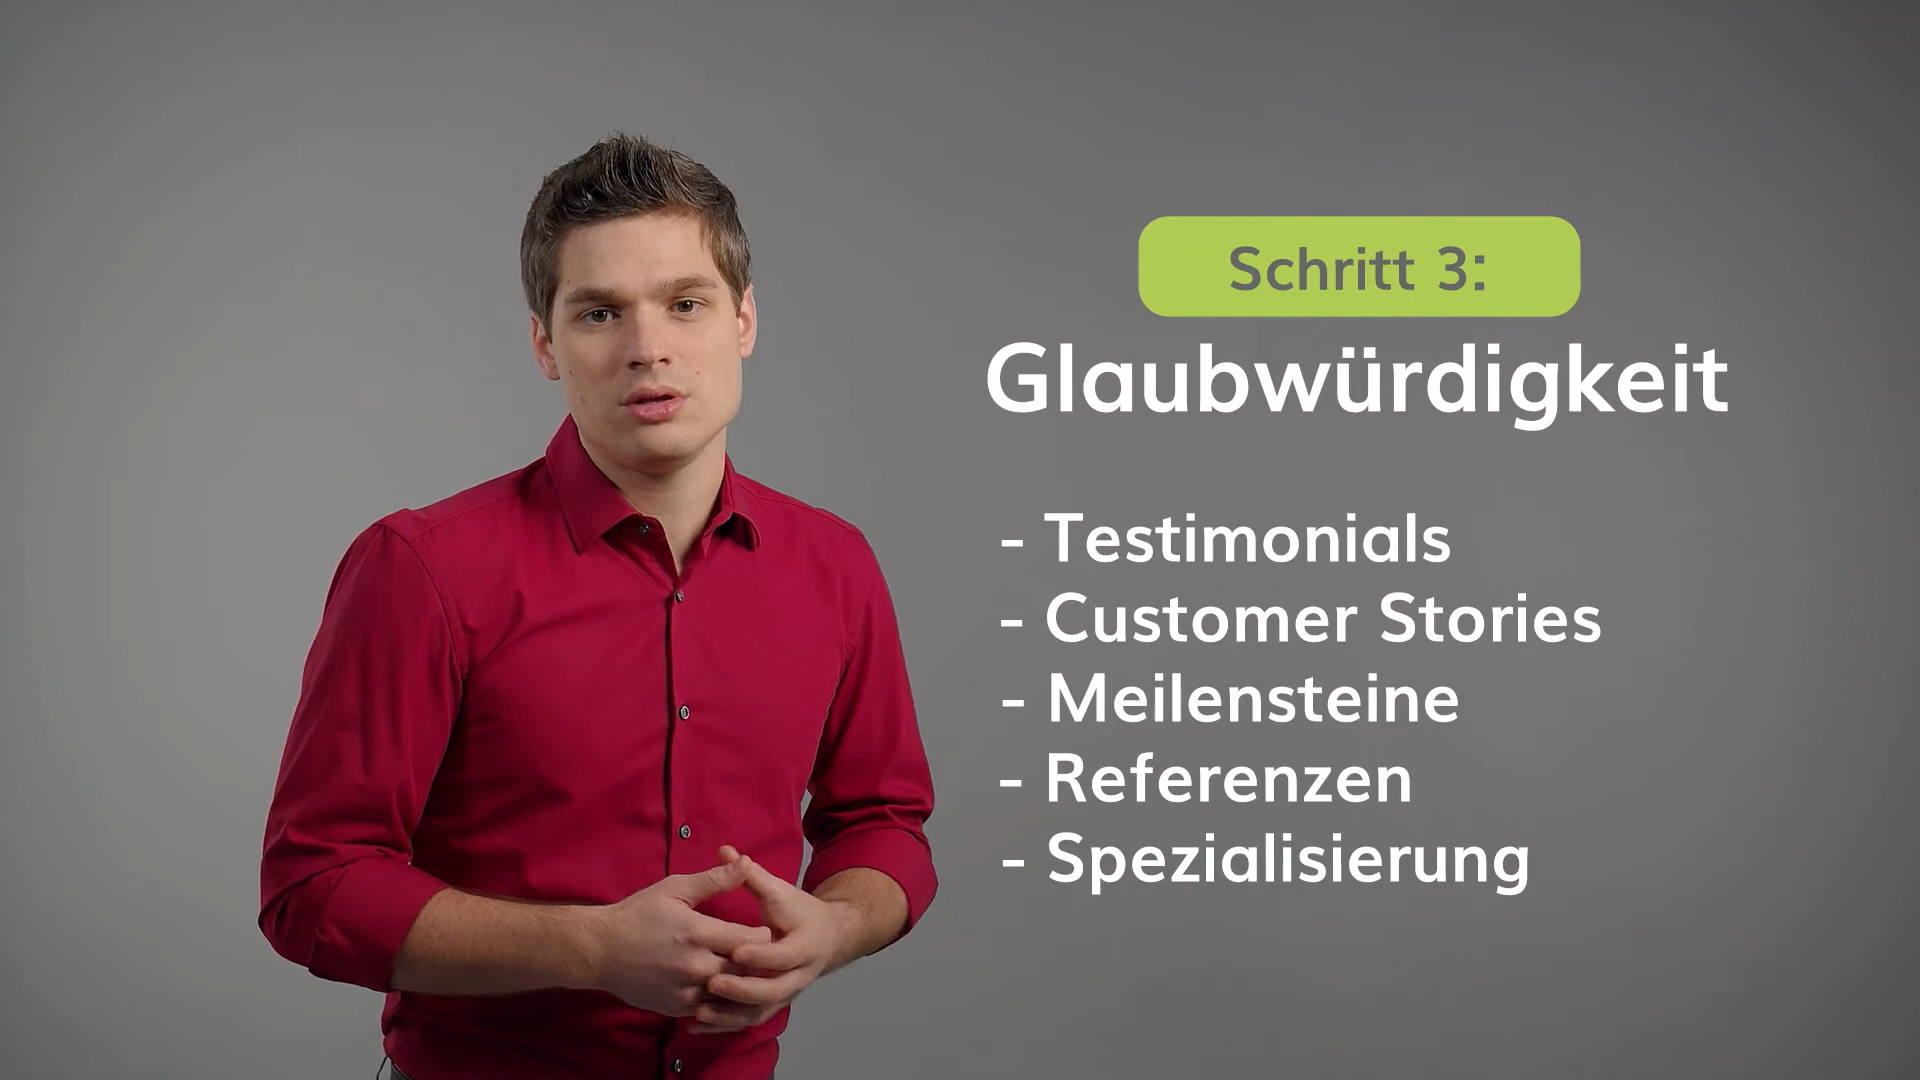 Schritt 3:
Glaubwürdigkeit
- Testimonials
- Customer Stories
- Meilensteine
- Referenzen
- Spezialisierung